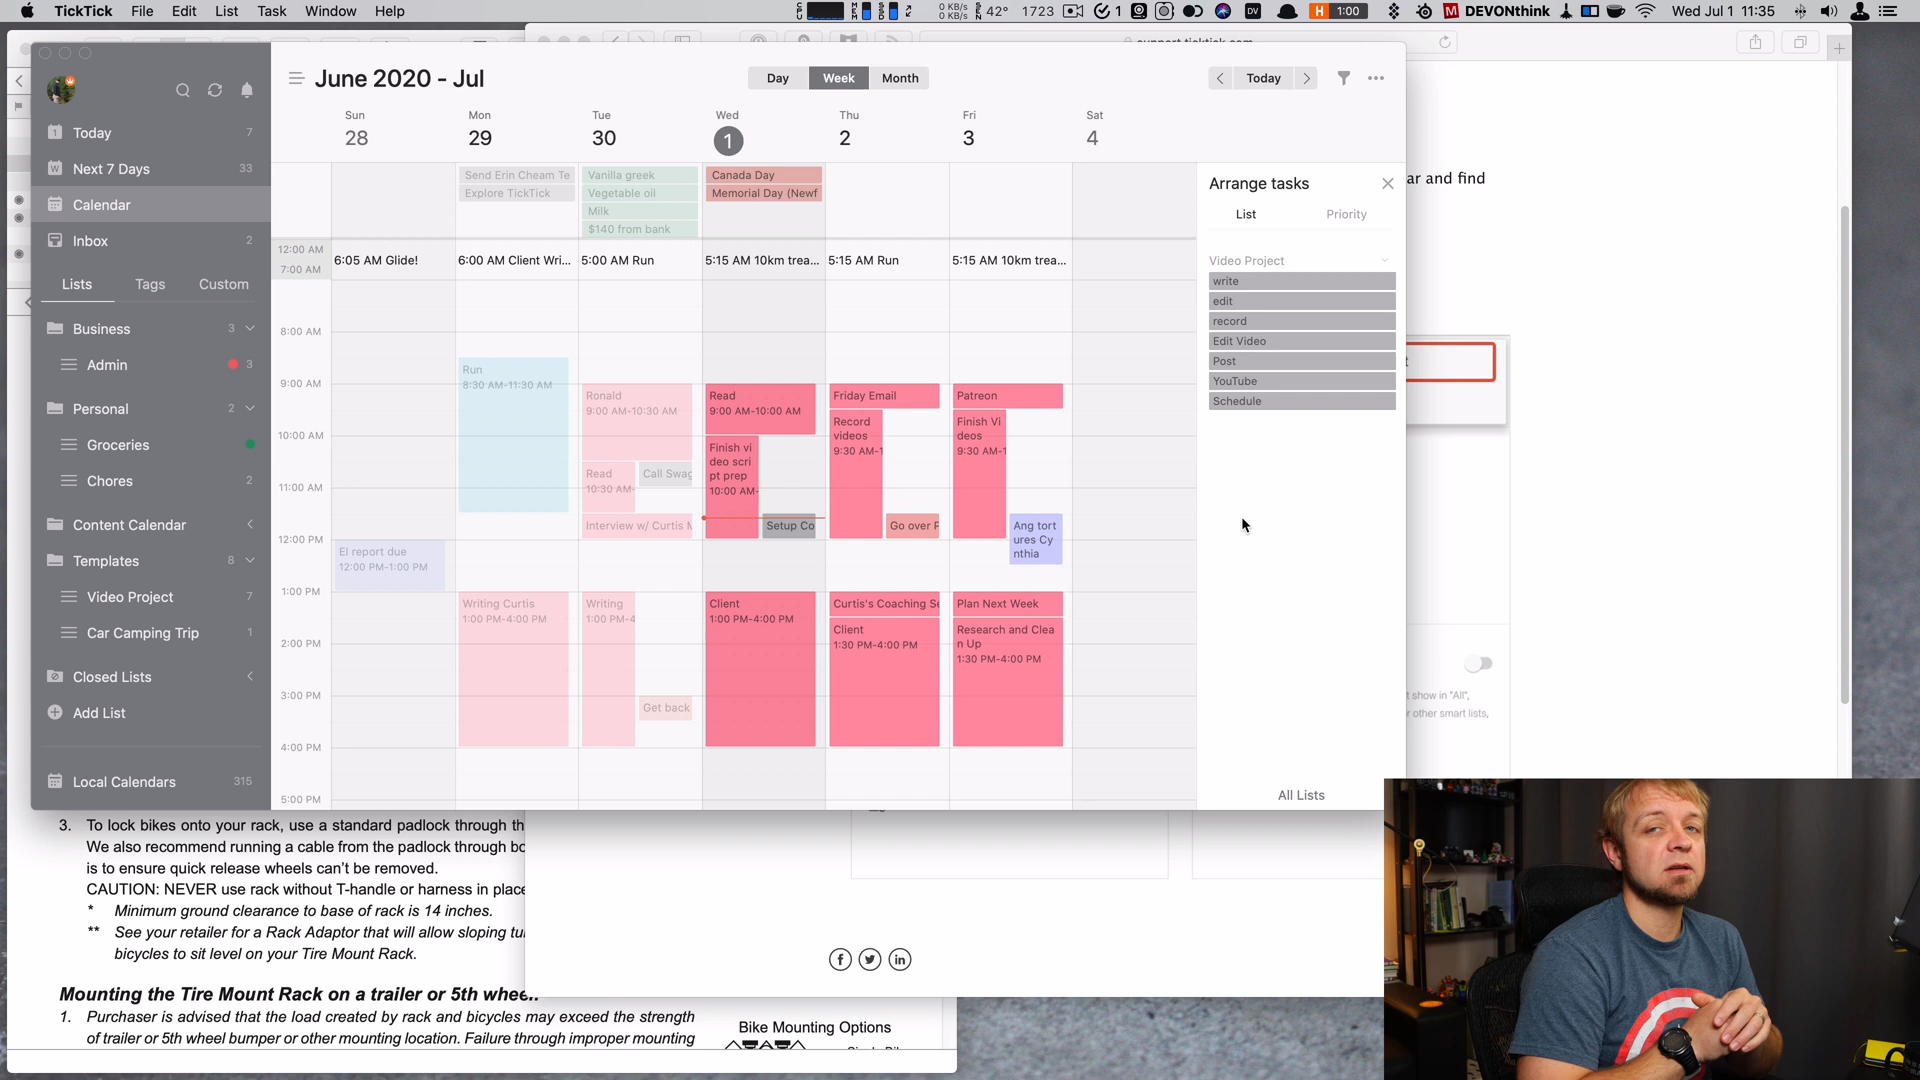 TickTick File Edit List Task Window Help
0 KB/s
0 KB/s
42° 1723 1 DV H 1:00 DEVONthink Wed Jul 1 11:35
support.ticktick.com
June 2020 - Jul
Day Week Month
Today
Sun Mon Tue Wed Thu Fri Sat
28 29 30 1 2 3 4
Today 7
Next 7 Days 33
Calendar
Inbox 2
Lists Tags Custom
Business 3
Admin 3
Personal 2
Groceries
Chores 2
Content Calendar
Templates 8
Video Project 7
Car Camping Trip 1
Closed Lists
Add List
Local Calendars 315
Send Erin Cheam Te
Explore TickTick
Vanilla greek
Vegetable oil
Milk
$140 from bank
Canada Day
Memorial Day (Newf
12:00 AM
7:00 AM
8:00 AM
9:00 AM
10:00 AM
11:00 AM
12:00 PM
1:00 PM
2:00 PM
3:00 PM
4:00 PM
5:00 PM
6:05 AM Glide!
6:00 AM Client Wri...
5:00 AM Run
5:15 AM 10km trea...
5:15 AM Run
5:15 AM 10km trea...
El report due
12:00 PM-1:00 PM
Run
8:30 AM-11:30 AM
Writing Curtis
1:00 PM-4:00 PM
Ronald
9:00 AM-10:30 AM
Read
10:30 AM-
Call Swag
Interview w/ Curtis M
Writing
1:00 PM-4
Get back
Read
9:00 AM-10:00 AM
Finish vi
deo scri
pt prep
10:00 AM-
Setup Co
Client
1:00 PM-4:00 PM
Friday Email
Record
videos
9:30 AM-1
Go over F
Curtis's Coaching Se
Client
1:30 PM-4:00 PM
Patreon
Finish Vi
deos
9:30 AM-1
Ang tort
ures Cy
nthia
Plan Next Week
Research and Clea
n Up
1:30 PM-4:00 PM
Arrange tasks
List Priority
Video Project
write
edit
record
Edit Video
Post
YouTube
Schedule
All Lists
ar and find
t
t show in "All",
r other smart lists,
3. To lock bikes onto your rack, use a standard padlock through th
We also recommend running a cable from the padlock through bo
is to ensure quick release wheels can't be removed.
CAUTION: NEVER use rack without T-handle or harness in place
* Minimum ground clearance to base of rack is 14 inches.
** See your retailer for a Rack Adaptor that will allow sloping tu
bicycles to sit level on your Tire Mount Rack.
Mounting the Tire Mount Rack on a trailer or 5th wheel.
1. Purchaser is advised that the load created by rack and bicycles may exceed the strength
of trailer or 5th wheel bumper or other mounting location. Failure through improper mounting
Bike Mounting Options